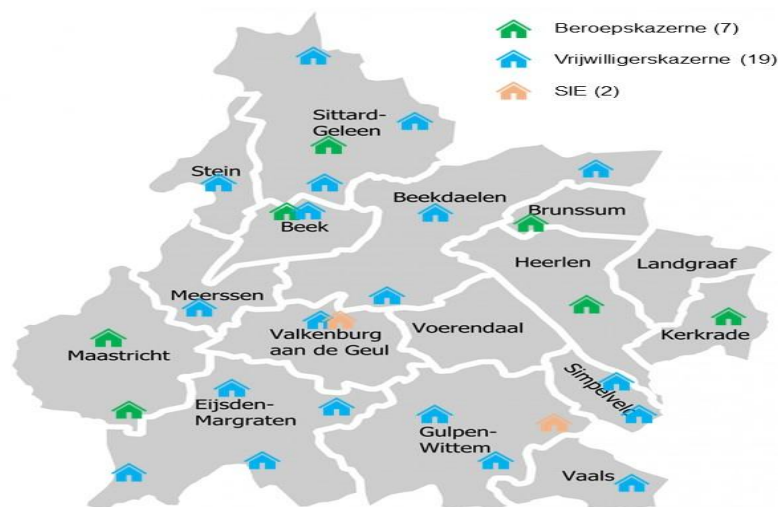 Beroepskazerne (7)
Vrijwilligerskazerne (19)
SIE (2)
Sittard-
Geleen
Stein
Beekdaelen
Brunssum
Beek
Heerlen
Landgraaf
Meerssen
Valkenburg
aan de Geul
Voerendaal
Kerkrade
Maastricht
Simpelveld
Eijsden-
Margraten
Gulpen-
Wittem
Vaals